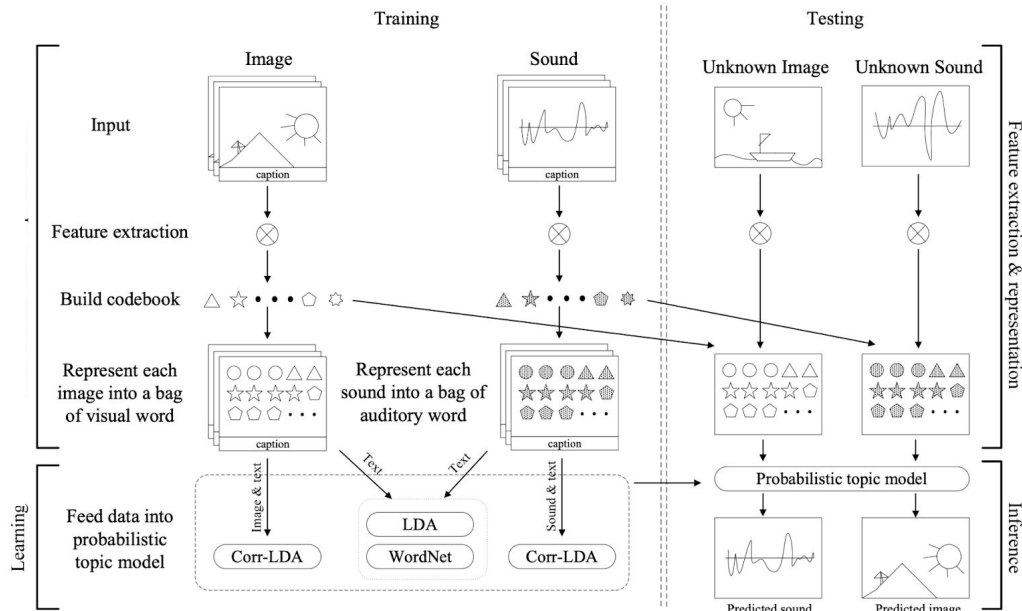 Training
Testing
Image
Sound
Unknown Image
Unknown Sound
Input
caption
caption
Feature extraction
Build codebook
Represent each
image into a bag
of visual word
Represent each
sound into a bag of
auditory word
caption
caption
Feature extraction & representation
Image & text
Text
Text
Sound & text
Learning
Feed data into
probabilistic
topic model
LDA
WordNet
Corr-LDA
Corr-LDA
Probabilistic topic model
Inference
Predicted sound
Predicted image